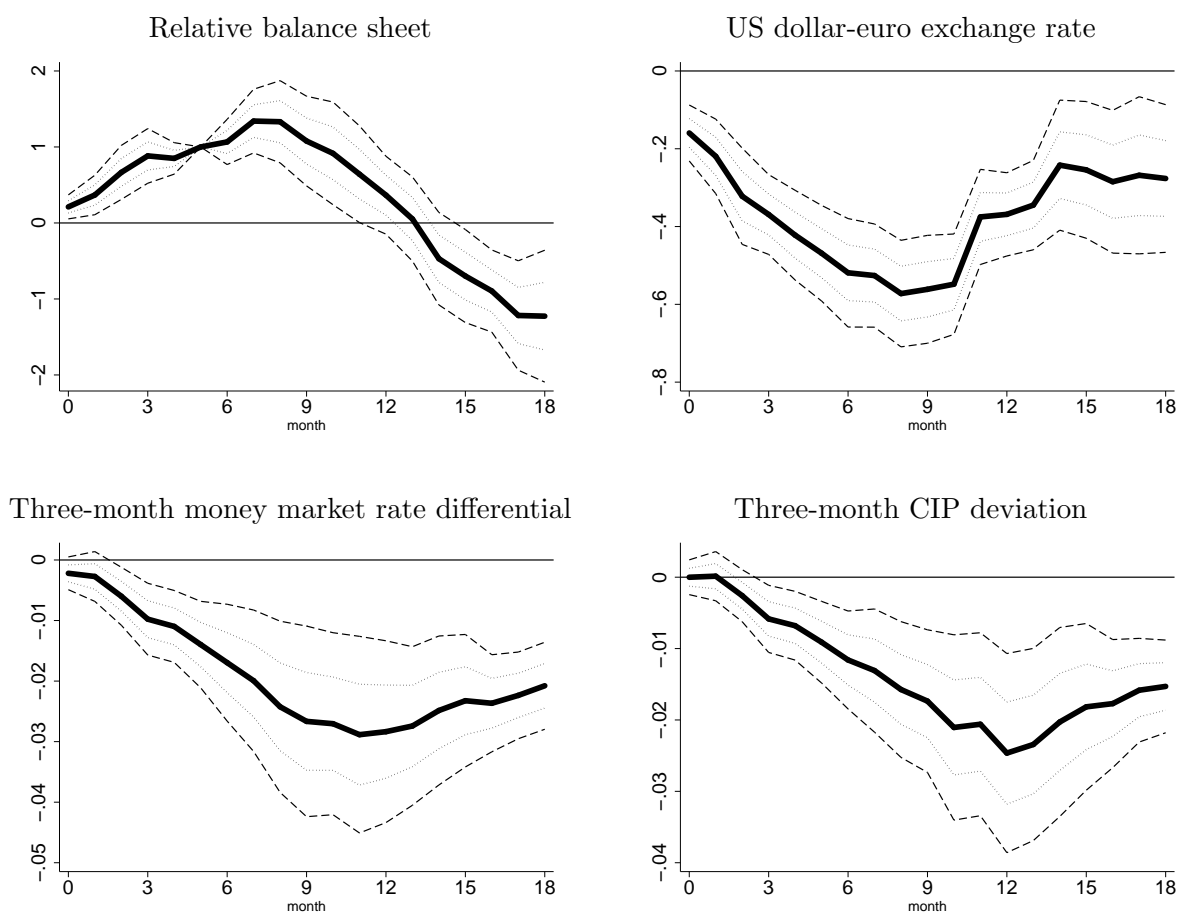 Relative balance sheet
2
1
0
−1
−2
0 3 6 9 12 15 18
month
US dollar-euro exchange rate
0
−.2
−.4
−.6
−.8
0 3 6 9 12 15 18
month
Three-month money market rate differential
0
−.01
−.02
−.03
−.04
−.05
0 3 6 9 12 15 18
month
Three-month CIP deviation
0
−.01
−.02
−.03
−.04
0 3 6 9 12 15 18
month